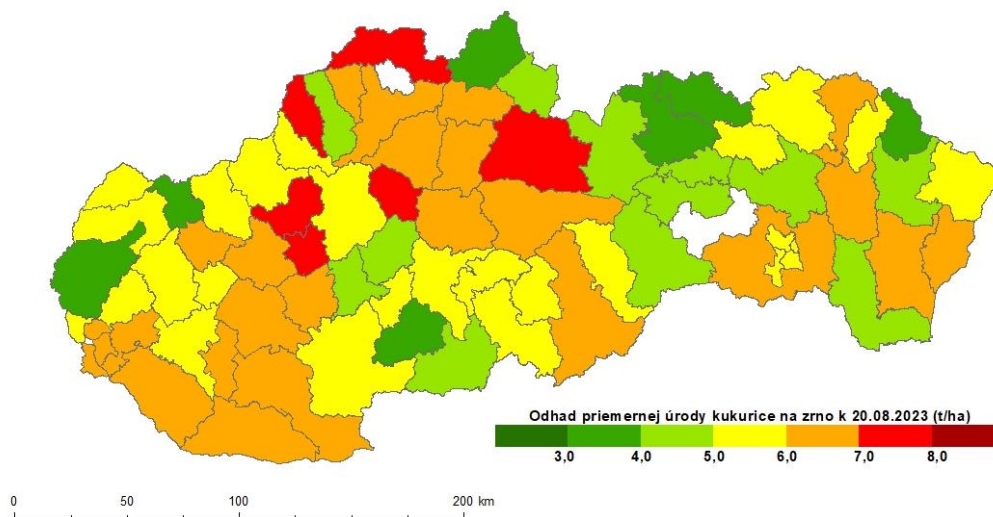 Odhad priemernej úrody kukurice na zrno k 20.08.2023 (t/ha)
3,0 4,0 5,0 6,0 7,0 8,0
0 50 100 200 km